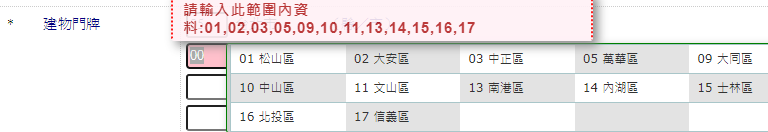 請輸入此範圍內資
料:01,02,03,05,09,10,11,13,14,15,16,17
* 建物門牌
00 01 松山區 02 大安區 03 中正區 05 萬華區 09 大同區
10 中山區 11 文山區 13 南港區 14 內湖區 15 士林區
16 北投區 17 信義區